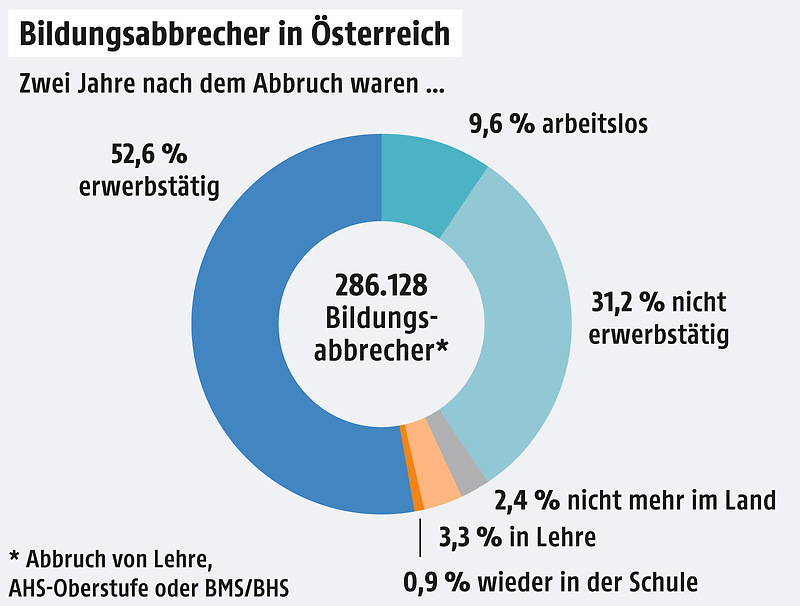 Bildungsabbrecher in Österreich
Zwei Jahre nach dem Abbruch waren ...
9,6 % arbeitslos
52,6 %
erwerbstätig
286.128
Bildungs-
abbrecher*
31,2 % nicht
erwerbstätig
2,4 % nicht mehr im Land
3,3 % in Lehre
0,9 % wieder in der Schule
* Abbruch von Lehre,
AHS-Oberstufe oder BMS/BHS